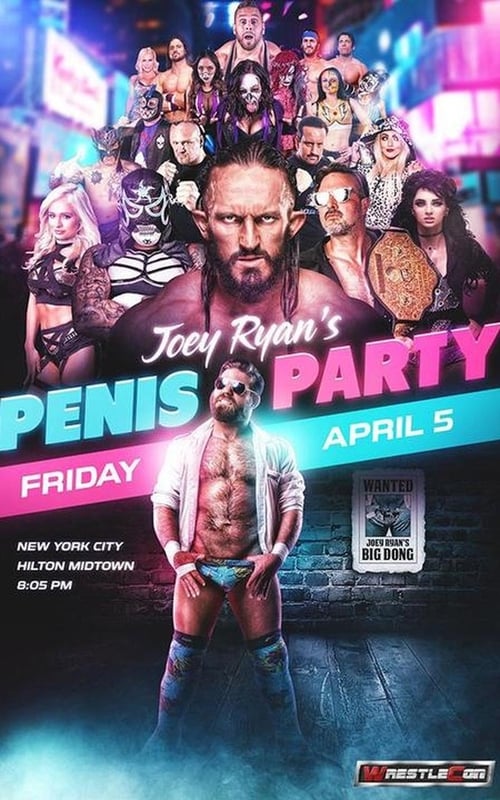 Joey Ryan's
PENIS PARTY
FRIDAY APRIL 5
NEW YORK CITY
HILTON MIDTOWN
8:05 PM
WANTED
JOEY RYAN'S
BIG DONG
WRESTLECON